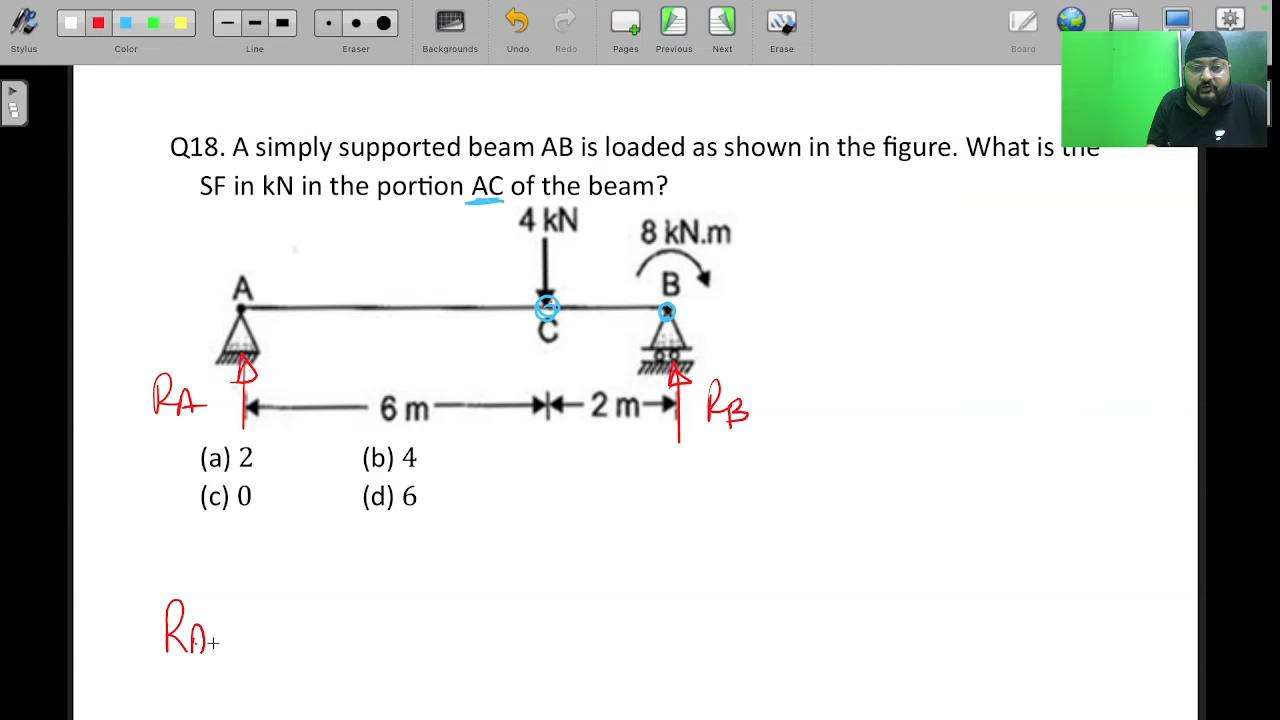 Stylus Color Line Eraser Backgrounds Undo Redo Pages Previous Next Erase Board
Q18. A simply supported beam AB is loaded as shown in the figure. What is the
SF in kN in the portion AC of the beam?
4 kN
8 kN.m
A
B
C
RA
6 m
2 m
RB
(a) 2 (b) 4
(c) 0 (d) 6
RA